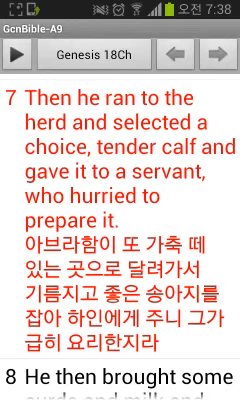 오전 7:38
GcnBible-A9
Genesis 18Ch
7 Then he ran to the
herd and selected a
choice, tender calf and
gave it to a servant,
who hurried to
prepare it.
아브라함이 또 가축 떼
있는 곳으로 달려가서
기름지고 좋은 송아지를
잡아 하인에게 주니 그가
급히 요리한지라
8 He then brought some
curds and milk and